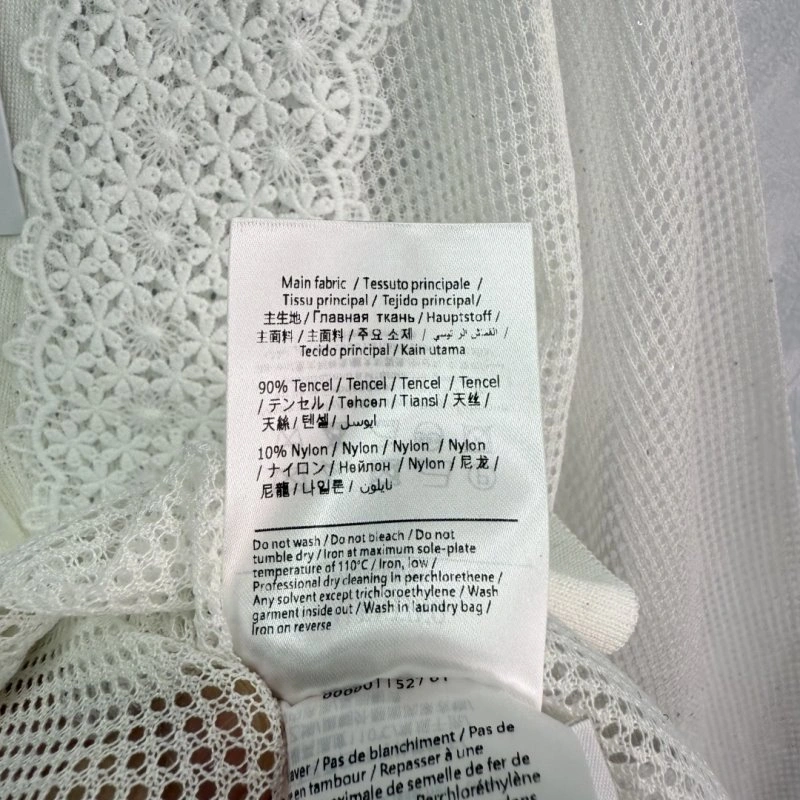 Main fabric / Tessuto principale /
Tissu principal / Tejido principal/
主生地 / Главная ткань / Hauptstoff /
主面料 / 主面料 / 주요 소재 /
Tecido principal / Kain utama
90% Tencel / Tencel / Tencel / Tencel
/ テンセル / Тенсел / Tiansi / 天丝 /
天絲 / 텐셀 / ايوسل
10% Nylon / Nylon / Nylon / Nylon
/ ナイロン / Нейлон / Nylon / 尼龙 /
尼龍 / 나일론 / نايلون
Do not wash / Do not bleach / Do not
tumble dry / Iron at maximum sole-plate
temperature of 110°C / Iron, low /
Professional dry cleaning in perchlorethene /
Any solvent except trichloroethylene / Wash
garment inside out / Wash in laundry bag /
Iron on reverse
aver / Pas de blanchiment / Pas de
en tambour / Repasser à une
maximale de semelle de fer de
Perchloréthylène